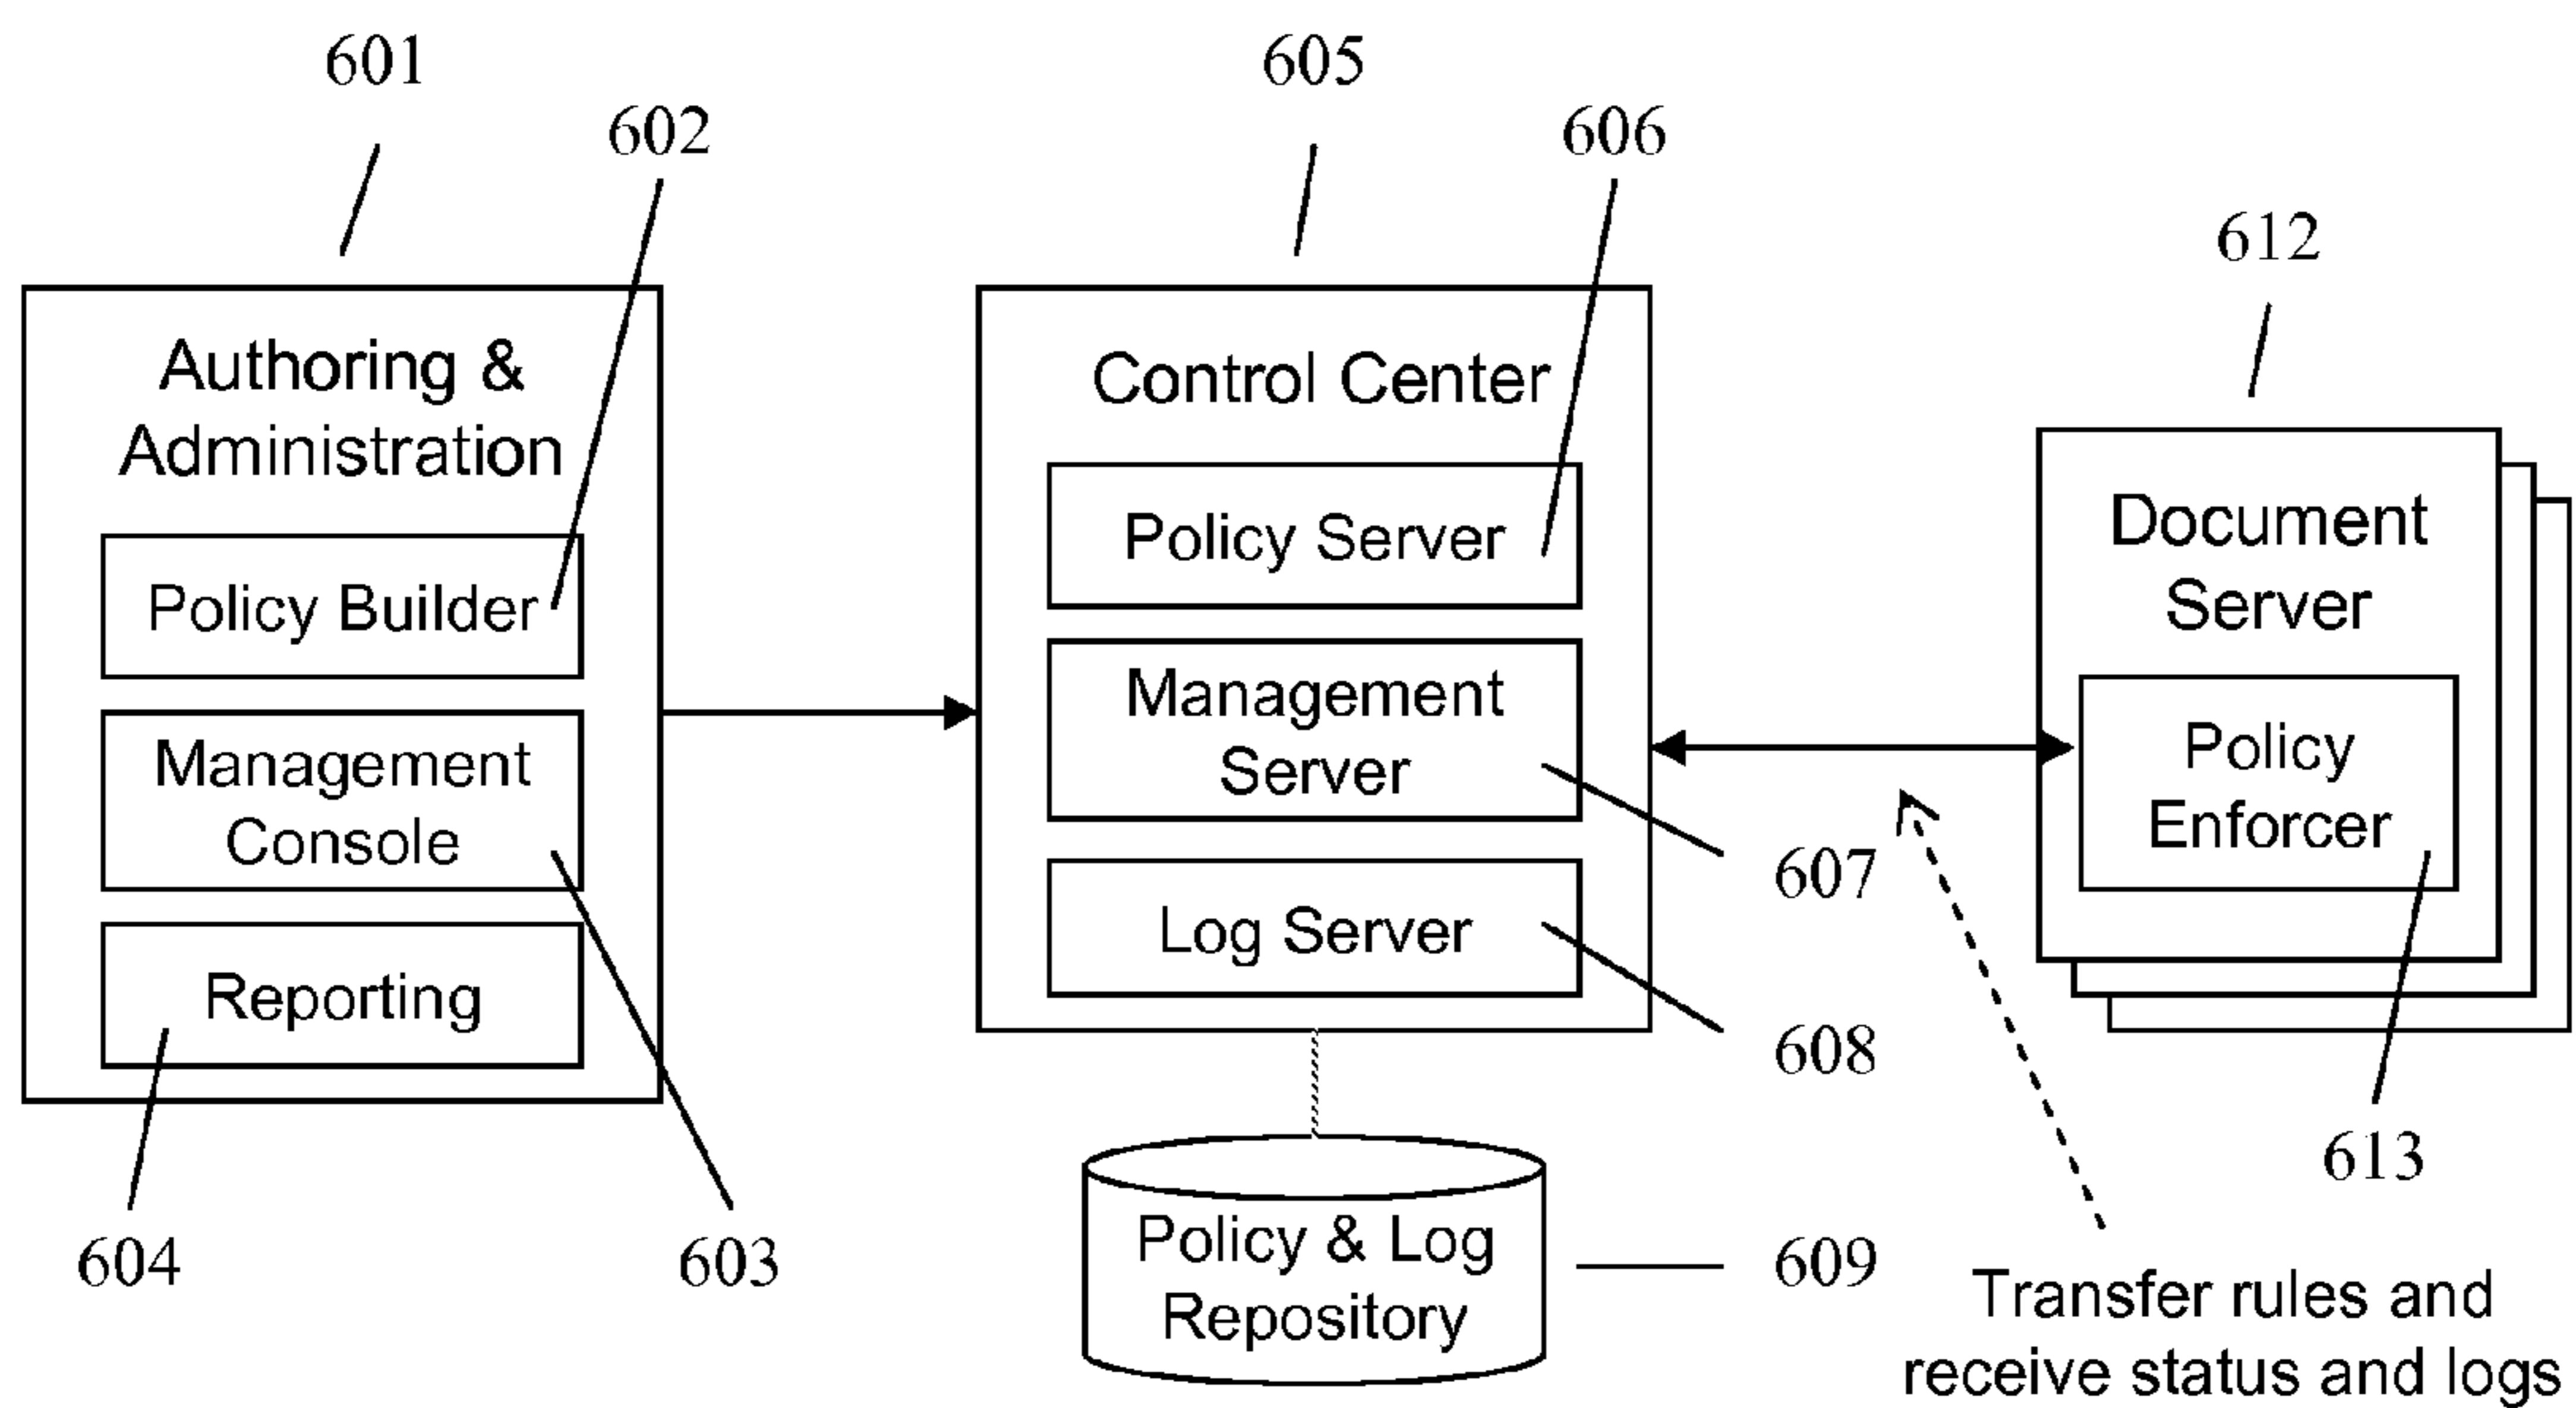 601
602
605
606
612
Authoring &
Administration
Policy Builder
Management
Console
Reporting
604
603
Control Center
Policy Server
Management
Server
Log Server
607
608
Policy & Log
Repository
609
Document
Server
Policy
Enforcer
613
Transfer rules and
receive status and logs